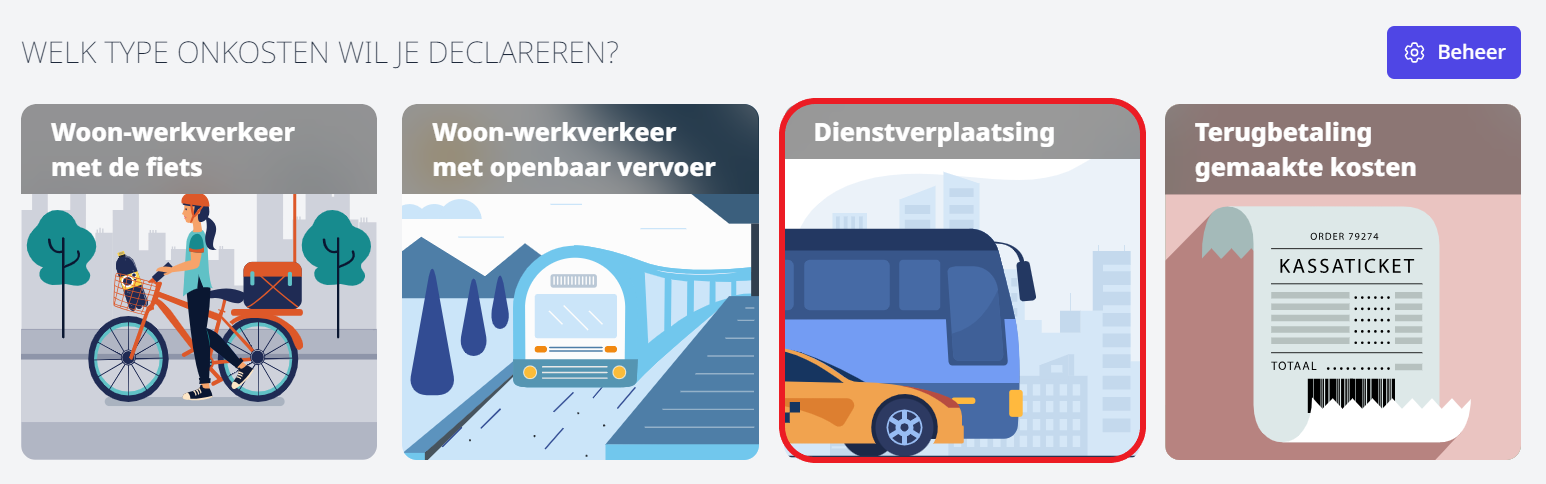 WELK TYPE ONKOSTEN WIL JE DECLAREREN?
Beheer
Woon-werkverkeer
met de fiets
Woon-werkverkeer
met openbaar vervoer
Dienstverplaatsing
Terugbetaling
gemaakte kosten
ORDER 79274
KASSATICKET
TOTAAL